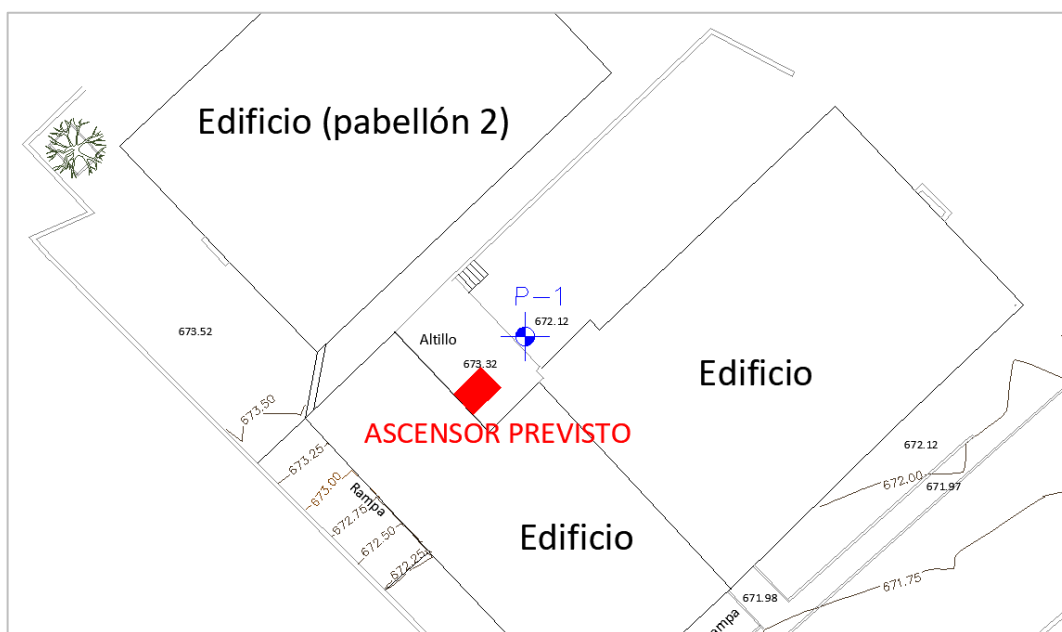 Edificio (pabellón 2)
P-1
672.12
673.52
Altillo
673.32
Edificio
673.50
ASCENSOR PREVISTO
672.12
673.25
672.00
671.97
673.00
Rampa
672.75
Edificio
672.50
672.25
671.75
671.98
ampa